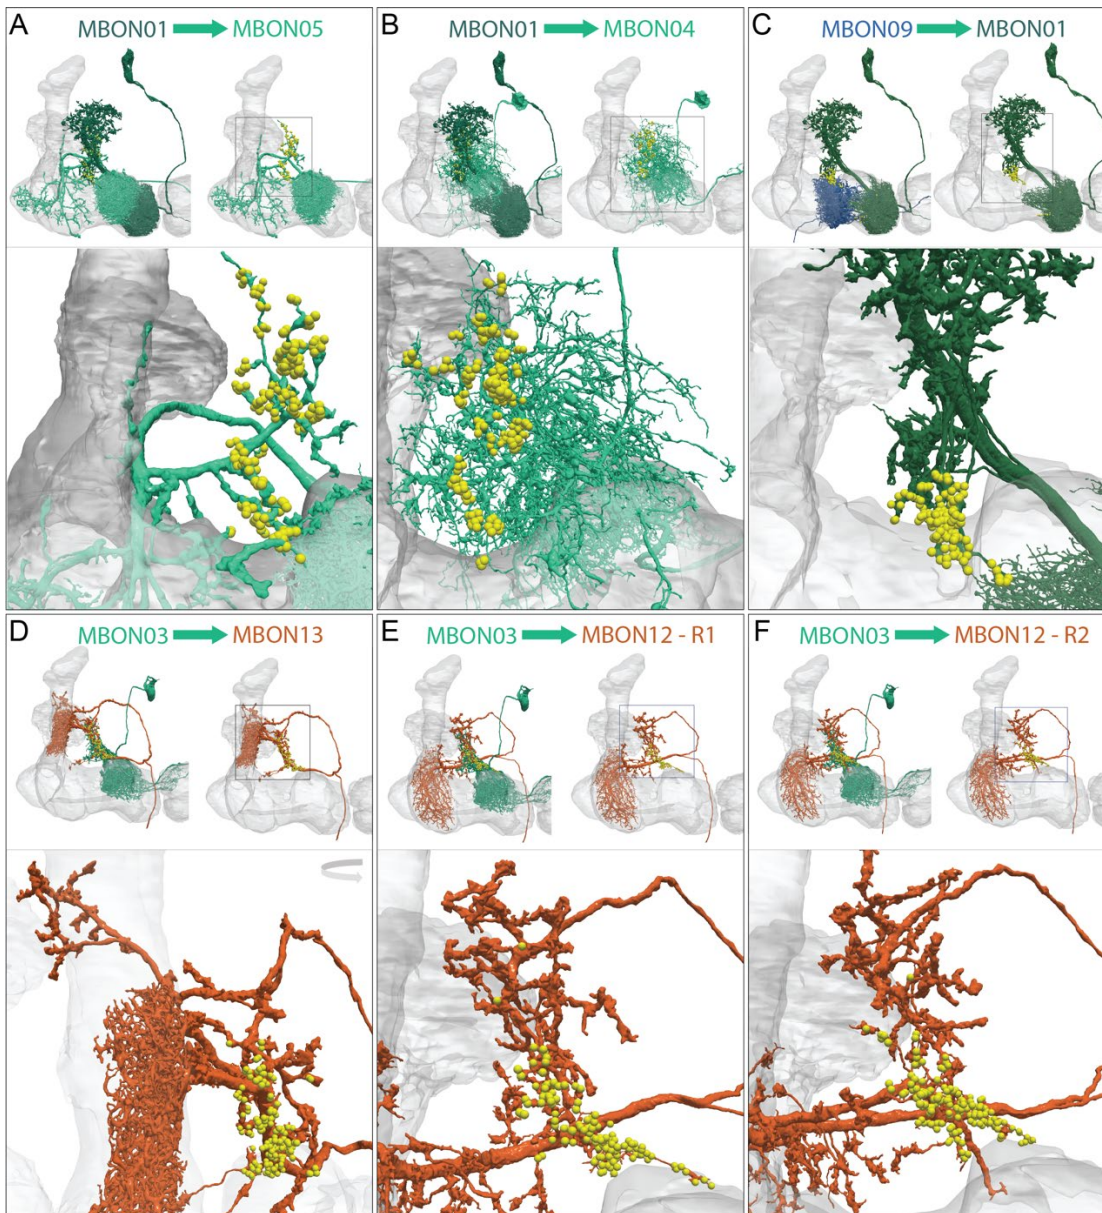 A MBON01 MBON05
B MBON01 MBON04
C MBON09 MBON01
D MBON03 MBON13
E MBON03 MBON12 - R1
F MBON03 MBON12 - R2